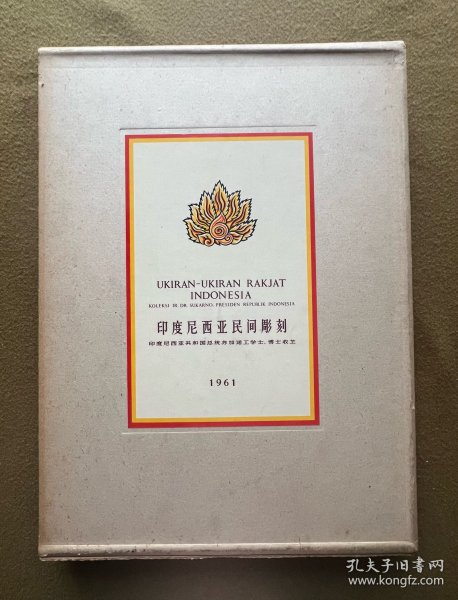 UKIRAN-UKIRAN RAKJAT
INDONESIA
KOLEKSI IR. DR. SUKARNO, PRESIDEN REPUBLIK INDONESIA
印度尼西亚民间彫刻
印度尼西亚共和国总统苏加诺工学士、博士收藏
1961
孔夫子旧书网
www.kongfz.com